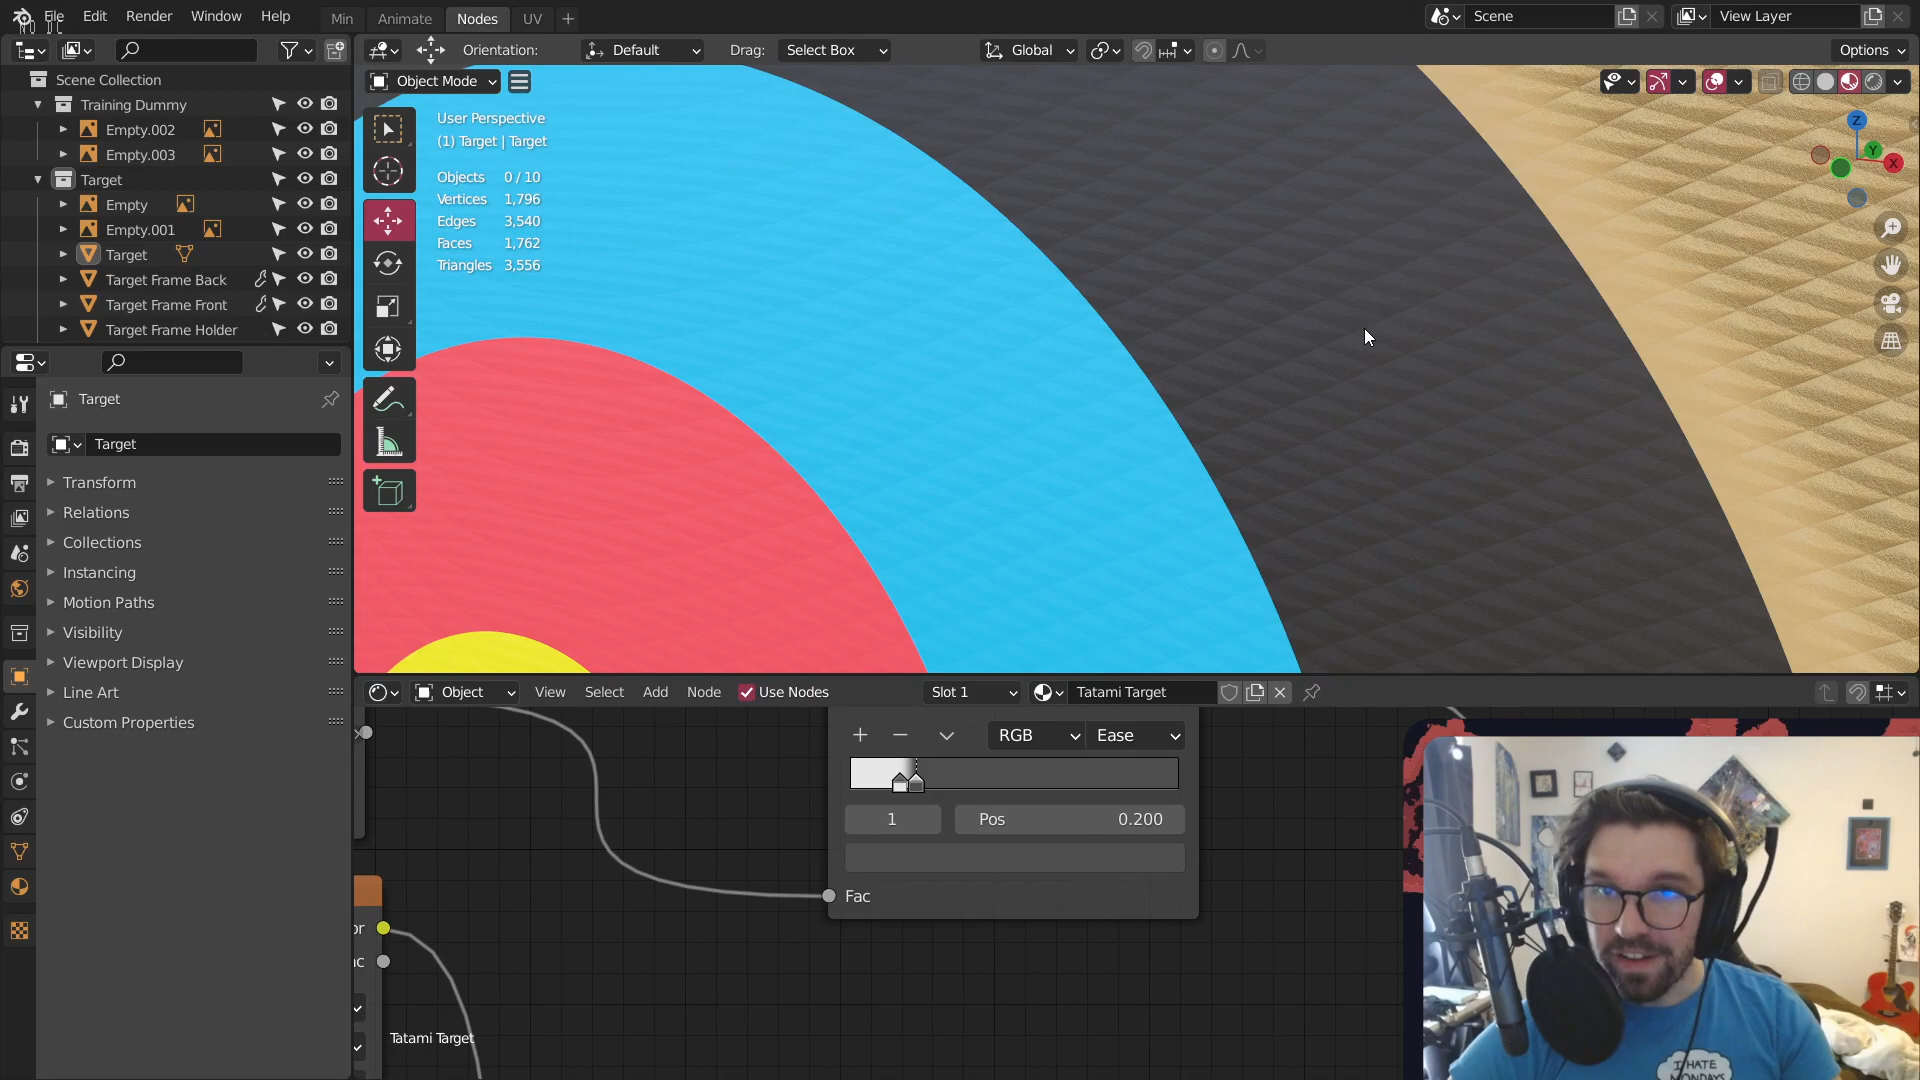 File Edit Render Window Help Min Animate Nodes UV Scene View Layer
Orientation: Default Drag: Select Box Global Options
Scene Collection
Training Dummy
Empty.002
Empty.003
Target
Empty
Empty.001
Target
Target Frame Back
Target Frame Front
Target Frame Holder
Target
Target
Transform
Relations
Collections
Instancing
Motion Paths
Visibility
Viewport Display
Line Art
Custom Properties
Object Mode
User Perspective
(1) Target | Target
Objects 0 / 10
Vertices 1,796
Edges 3,540
Faces 1,762
Triangles 3,556
Z
Y
X
Object View Select Add Node Use Nodes Slot 1 Tatami Target
RGB Ease
1 Pos 0.200
Fac
or
ac
Tatami Target
I HATE
MONDAYS